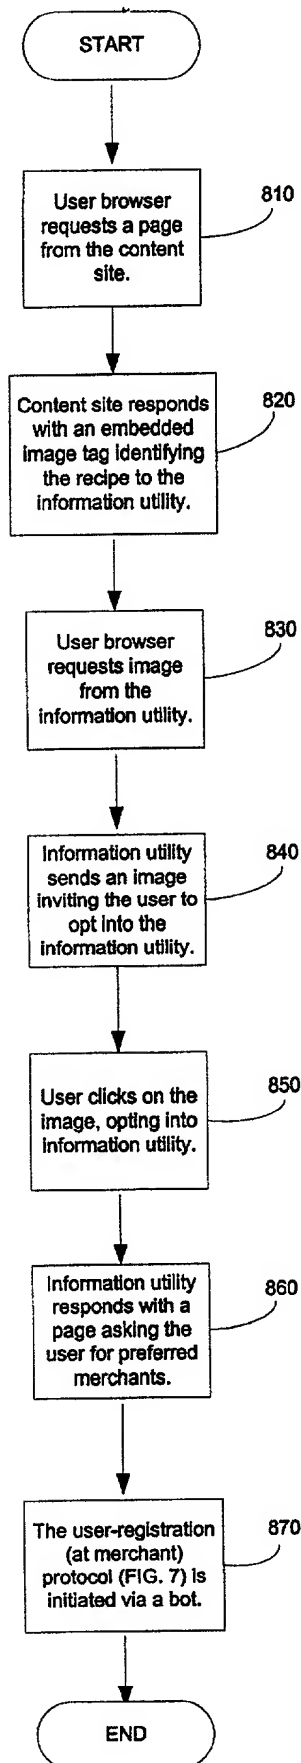 START
810
User browser
requests a page
from the content
site.
820
Content site responds
with an embedded
image tag identifying
the recipe to the
information utility.
830
User browser
requests image
from the
information utility.
840
Information utility
sends an image
inviting the user to
opt into the
information utility.
850
User clicks on the
image, opting into
information utility.
860
Information utility
responds with a
page asking the
user for preferred
merchants.
870
The user-registration
(at merchant)
protocol (FIG. 7) is
initiated via a bot.
END